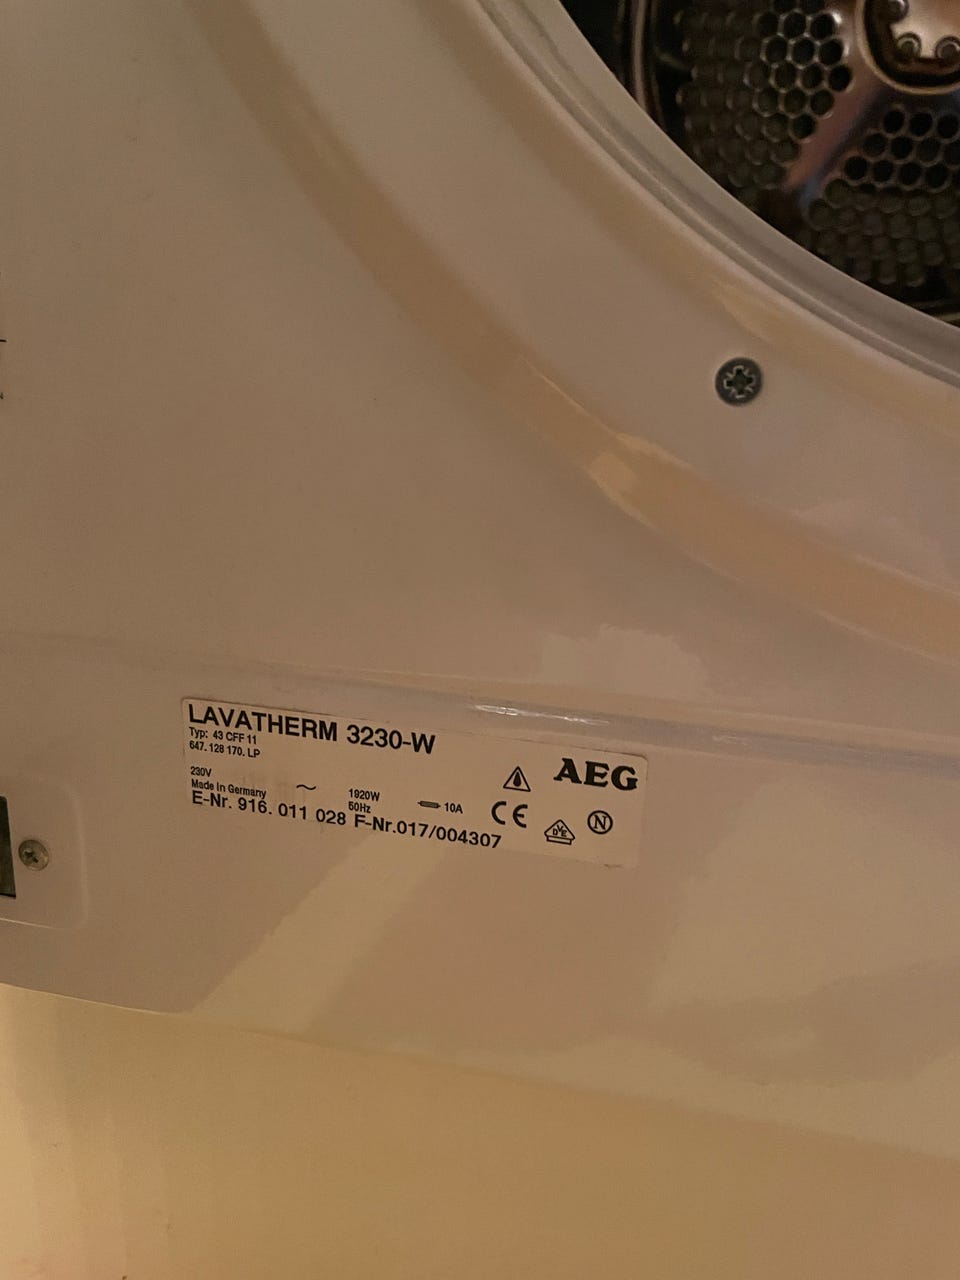 LAVATHERM 3230-W
Typ: 43 CFF 11
647. 128 170. LP
AEG
230V ~ 1920W 10A
Made in Germany 50Hz
CE DVE N
E-Nr. 916. 011 028 F-Nr.017/004307